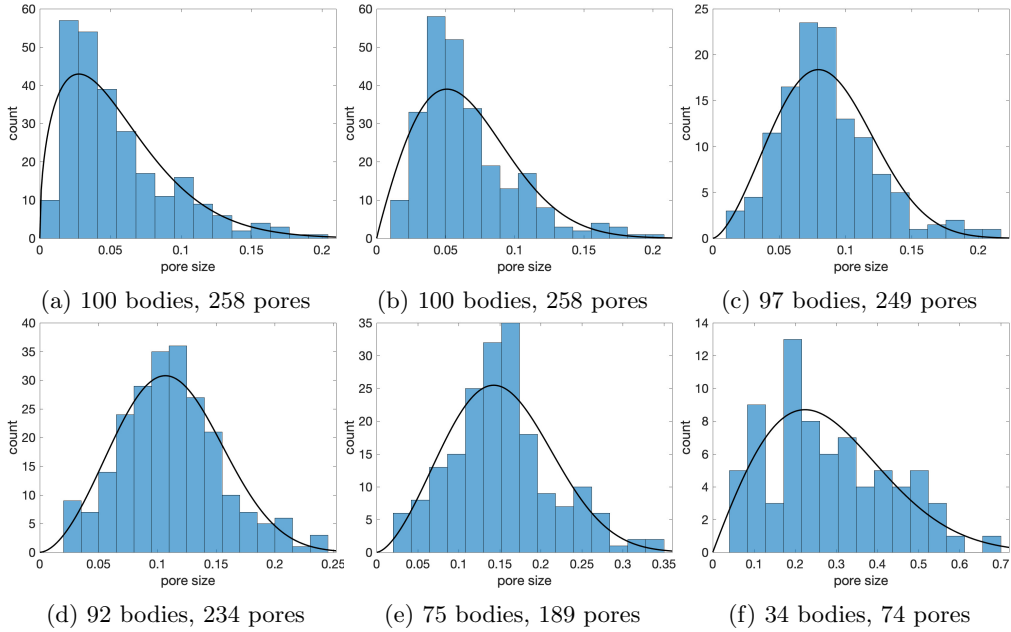 60
50
40
30
20
10
0
count
0 0.05 0.1 0.15 0.2
pore size
(a) 100 bodies, 258 pores
60
50
40
30
20
10
0
count
0 0.05 0.1 0.15 0.2
pore size
(b) 100 bodies, 258 pores
25
20
15
10
5
0
count
0 0.05 0.1 0.15 0.2
pore size
(c) 97 bodies, 249 pores
40
35
30
25
20
15
10
5
0
count
0 0.05 0.1 0.15 0.2 0.25
pore size
(d) 92 bodies, 234 pores
35
30
25
20
15
10
5
0
count
0 0.05 0.1 0.15 0.2 0.25 0.3 0.35
pore size
(e) 75 bodies, 189 pores
14
12
10
8
6
4
2
0
count
0 0.1 0.2 0.3 0.4 0.5 0.6 0.7
pore size
(f) 34 bodies, 74 pores